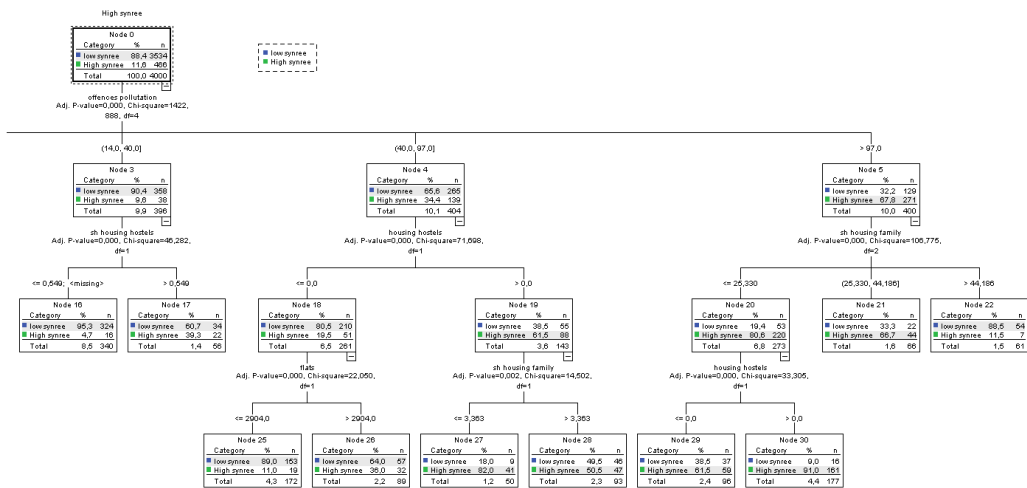 High synree
Node 0
Category % n
low synree 88,4 3534
High synree 11,6 466
Total 100,0 4000
low synree
High synree
offences pollutation
Adj. P-value=0,000, Chi-square=1422,
888, df=4
(14,0, 40,0]
(40,0, 97,0]
> 97,0
Node 3
Category % n
low synree 90,4 358
High synree 9,6 38
Total 9,9 396
Node 4
Category % n
low synree 65,6 265
High synree 34,4 139
Total 10,1 404
Node 5
Category % n
low synree 32,2 129
High synree 67,8 271
Total 10,0 400
sh housing hostels
Adj. P-value=0,000, Chi-square=46,282,
df=1
housing hostels
Adj. P-value=0,000, Chi-square=71,698,
df=1
sh housing family
Adj. P-value=0,000, Chi-square=106,775,
df=2
<= 0,549; <missing>
> 0,549
<= 0,0
> 0,0
<= 25,330
(25,330, 44,186]
> 44,186
Node 16
Category % n
low synree 95,3 324
High synree 4,7 16
Total 8,5 340
Node 17
Category % n
low synree 60,7 34
High synree 39,3 22
Total 1,4 56
Node 18
Category % n
low synree 80,5 210
High synree 19,5 51
Total 6,5 261
Node 19
Category % n
low synree 38,5 55
High synree 61,5 88
Total 3,6 143
Node 20
Category % n
low synree 19,4 53
High synree 80,6 220
Total 6,8 273
Node 21
Category % n
low synree 33,3 22
High synree 66,7 44
Total 1,6 66
Node 22
Category % n
low synree 88,5 54
High synree 11,5 7
Total 1,5 61
flats
Adj. P-value=0,000, Chi-square=22,050,
df=1
sh housing family
Adj. P-value=0,002, Chi-square=14,502,
df=1
housing hostels
Adj. P-value=0,000, Chi-square=33,305,
df=1
<= 2904,0
> 2904,0
<= 3,363
> 3,363
<= 0,0
> 0,0
Node 25
Category % n
low synree 89,0 153
High synree 11,0 19
Total 4,3 172
Node 26
Category % n
low synree 64,0 57
High synree 36,0 32
Total 2,2 89
Node 27
Category % n
low synree 18,0 9
High synree 82,0 41
Total 1,2 50
Node 28
Category % n
low synree 49,5 46
High synree 50,5 47
Total 2,3 93
Node 29
Category % n
low synree 38,5 37
High synree 61,5 59
Total 2,4 96
Node 30
Category % n
low synree 9,0 16
High synree 91,0 161
Total 4,4 177